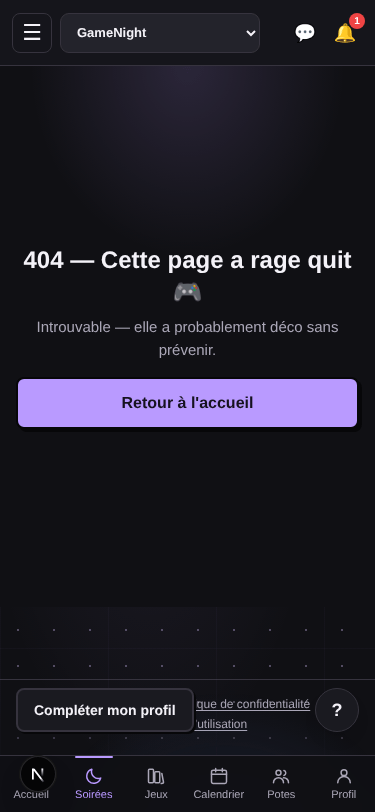 GameNight
1
404 — Cette page a rage quit
Introuvable — elle a probablement déco sans
prévenir.
Retour à l'accueil
Compléter mon profil
que de confidentialité
'utilisation
?
N
Accueil
Soirées
Jeux
Calendrier
Potes
Profil